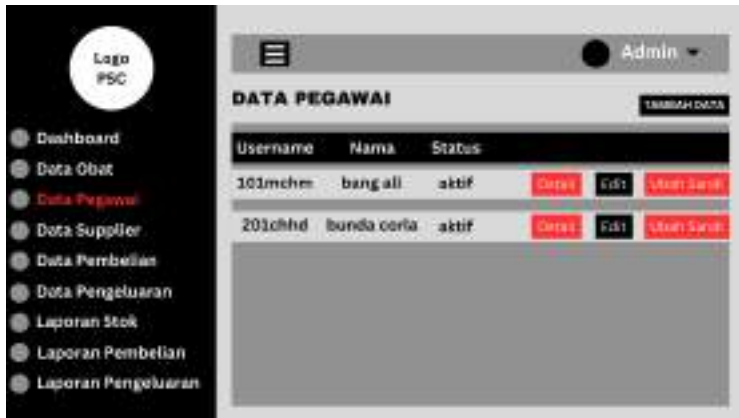 Logo
PSC
Dashboard
Data Obat
Data Pegawai
Data Supplier
Data Pembelian
Data Pengeluaran
Laporan Stok
Laporan Pembelian
Laporan Pengeluaran
Admin
DATA PEGAWAI
TAMBAH DATA
Username Nama Status
101mchm bang ali aktif Detail Edit Ubah Sandi
201chhd bunda corla aktif Detail Edit Ubah Sandi